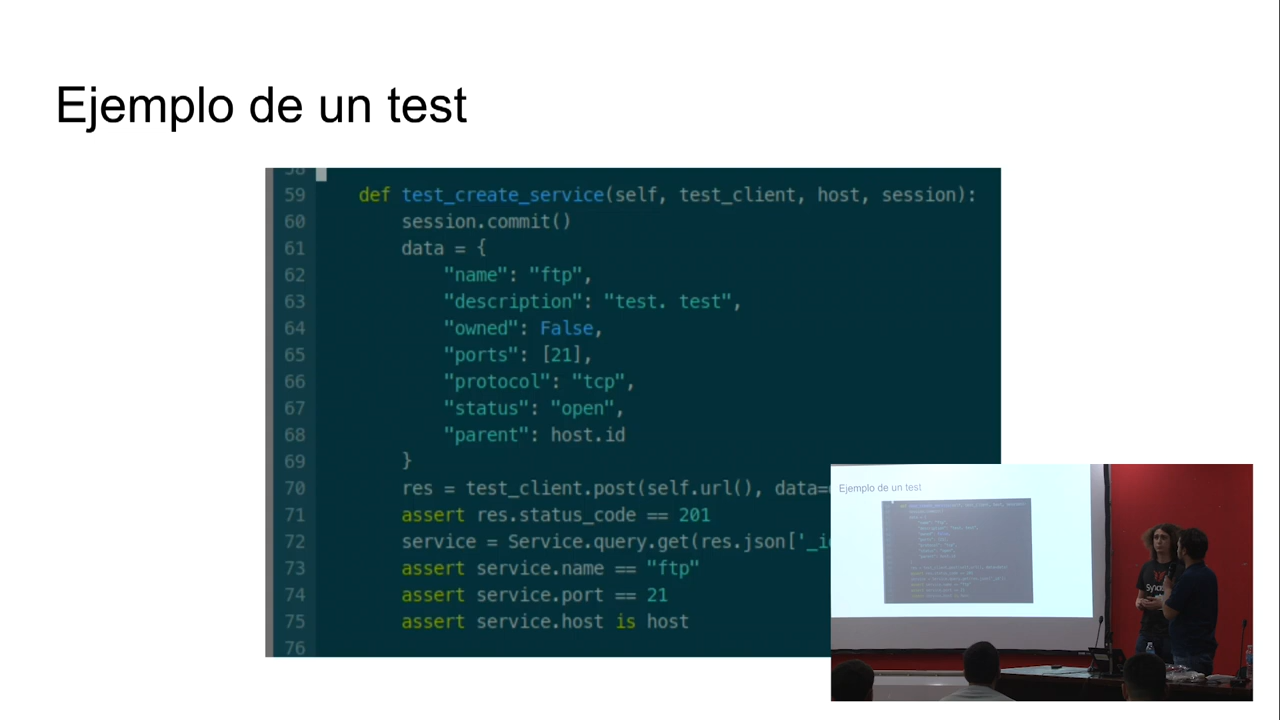 Ejemplo de un test
58
59 def test_create_service(self, test_client, host, session):
60 session.commit()
61 data = {
62 "name": "ftp",
63 "description": "test. test",
64 "owned": False,
65 "ports": [21],
66 "protocol": "tcp",
67 "status": "open",
68 "parent": host.id
69 }
70 res = test_client.post(self.url(), data=
71 assert res.status_code == 201
72 service = Service.query.get(res.json['_i
73 assert service.name == "ftp"
74 assert service.port == 21
75 assert service.host is host
76
Ejemplo de un test